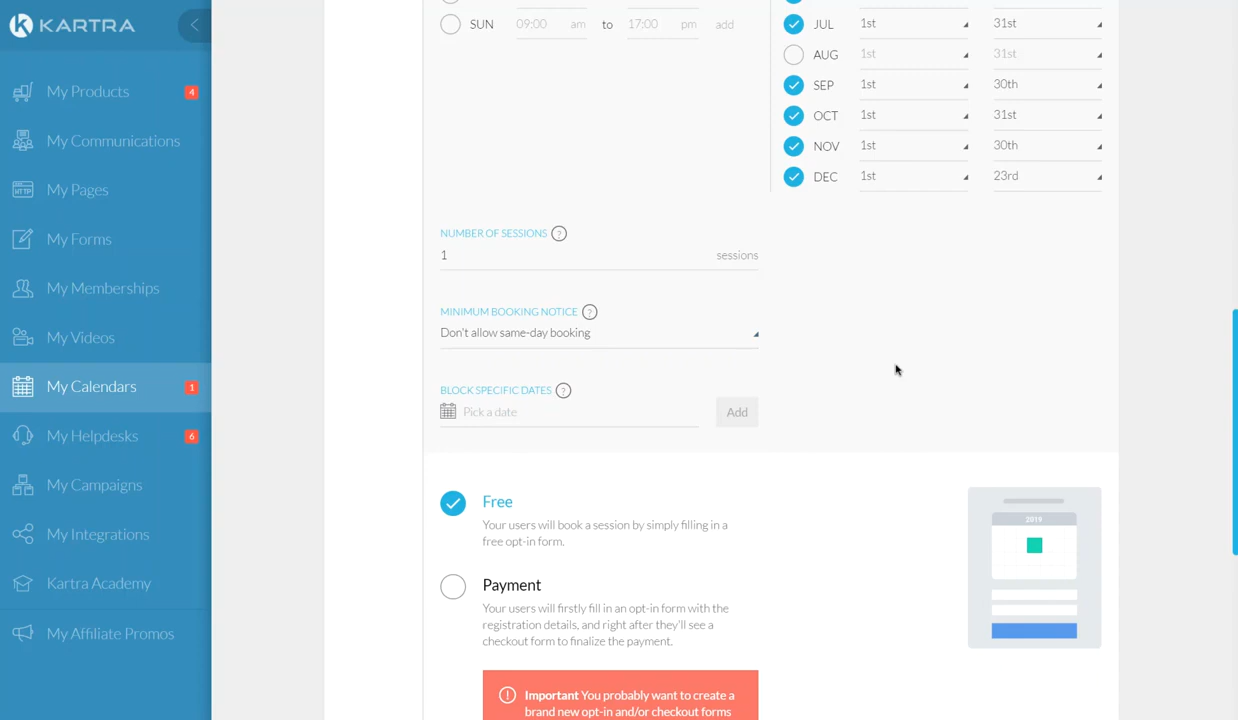 KARTRA
My Products 4
My Communications
My Pages
My Forms
My Memberships
My Videos
My Calendars 1
My Helpdesks 6
My Campaigns
My Integrations
Kartra Academy
My Affiliate Promos
HTTP
SUN 09:00 am to 17:00 pm add
JUL 1st 31st
AUG 1st 31st
SEP 1st 30th
OCT 1st 31st
NOV 1st 30th
DEC 1st 23rd
NUMBER OF SESSIONS ?
1 sessions
MINIMUM BOOKING NOTICE ?
Don't allow same-day booking
BLOCK SPECIFIC DATES ?
Pick a date Add
Free
Your users will book a session by simply filling in a
free opt-in form.
2019
Payment
Your users will firstly fill in an opt-in form with the
registration details, and right after they'll see a
checkout form to finalize the payment.
Important You probably want to create a
brand new opt-in and/or checkout forms